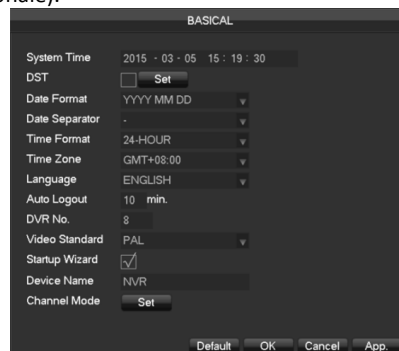 onale).
BASICAL
System Time 2015 - 03 - 05 15 : 19 : 30
DST Set
Date Format YYYY MM DD
Date Separator -
Time Format 24-HOUR
Time Zone GMT+08:00
Language ENGLISH
Auto Logout 10 min.
DVR No. 8
Video Standard PAL
Startup Wizard
Device Name NVR
Channel Mode Set
Default OK Cancel App.